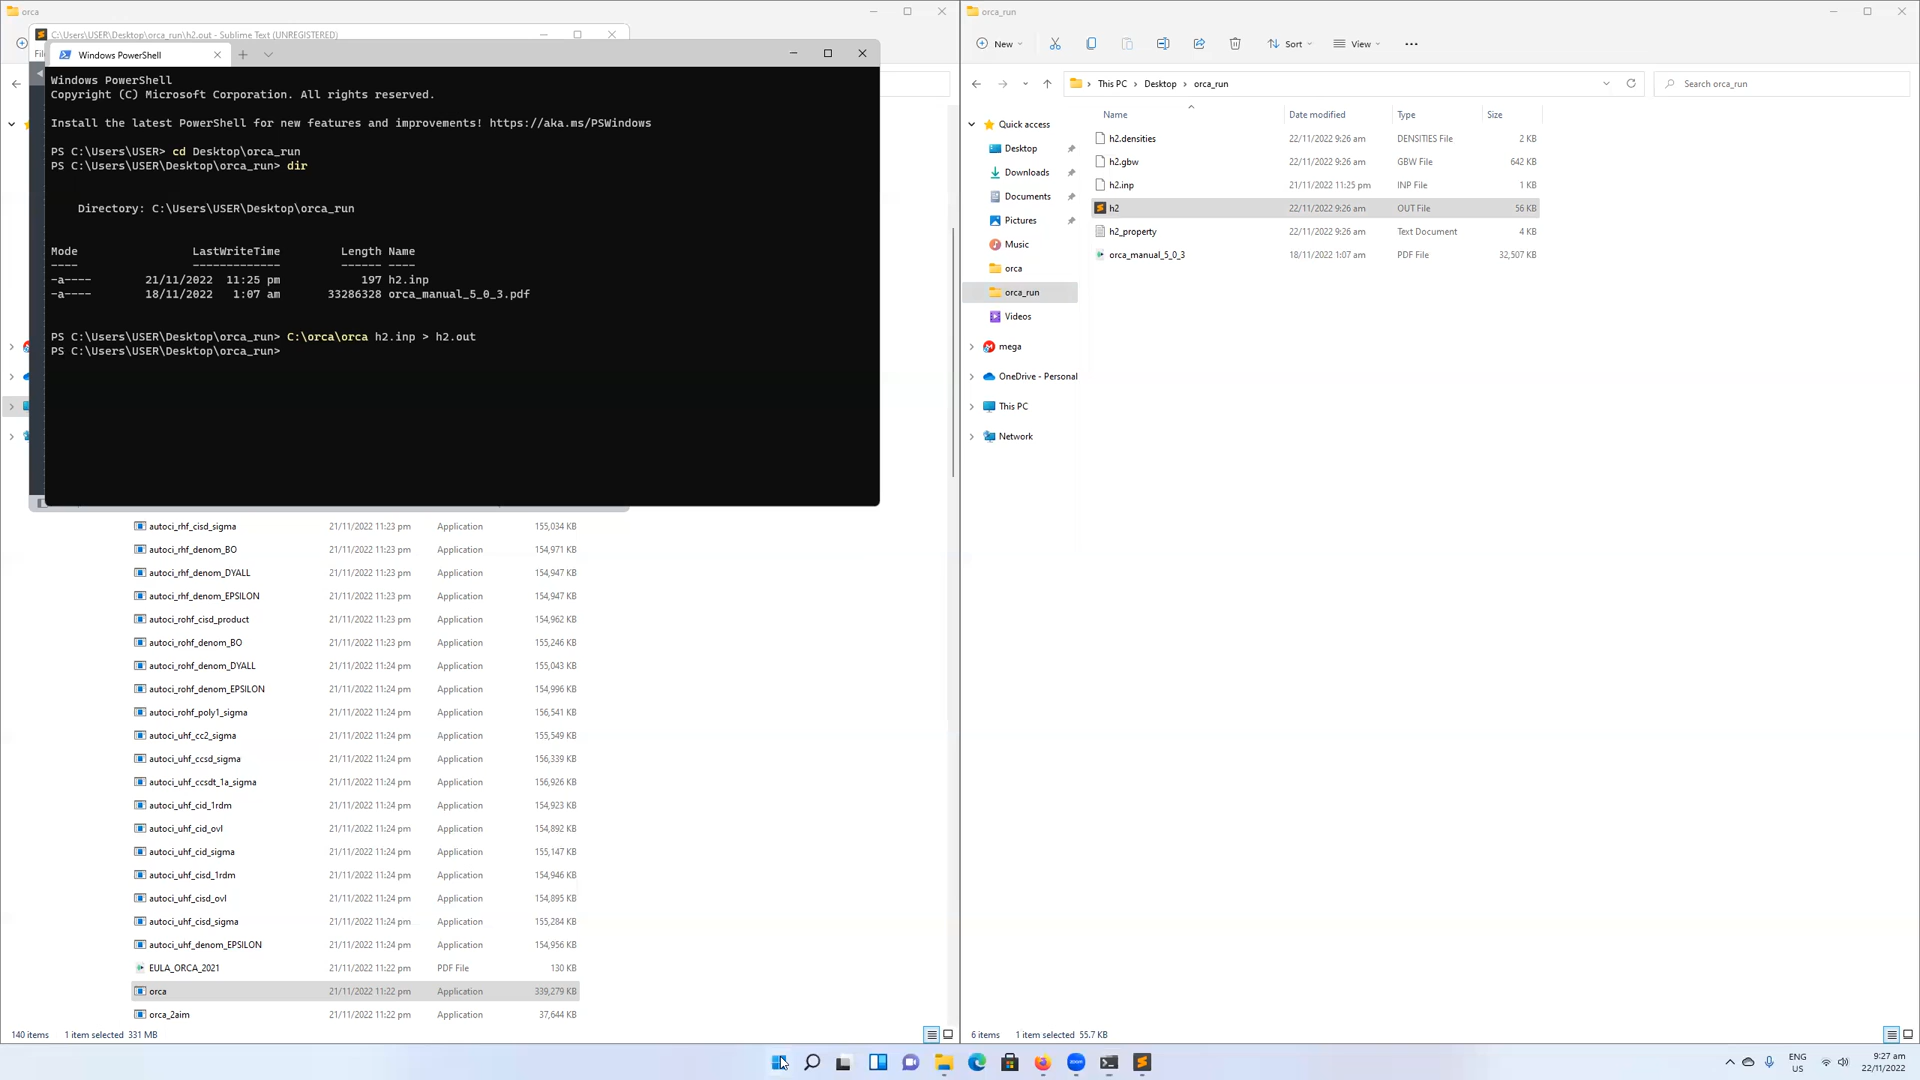 orca
C:\Users\USER\Desktop\orca_run\h2.out - Sublime Text (UNREGISTERED)
Windows PowerShell
Windows PowerShell
Copyright (C) Microsoft Corporation. All rights reserved.
Install the latest PowerShell for new features and improvements! https://aka.ms/PSWindows
PS C:\Users\USER> cd Desktop\orca_run
PS C:\Users\USER\Desktop\orca_run> dir
Directory: C:\Users\USER\Desktop\orca_run
Mode LastWriteTime Length Name
---- ------------- ------ ----
-a---- 21/11/2022 11:25 pm 197 h2.inp
-a---- 18/11/2022 1:07 am 33286328 orca_manual_5_0_3.pdf
PS C:\Users\USER\Desktop\orca_run> C:\orca\orca h2.inp > h2.out
PS C:\Users\USER\Desktop\orca_run>
autoci_rhf_cisd_sigma 21/11/2022 11:23 pm Application 155,034 KB
autoci_rhf_denom_BO 21/11/2022 11:23 pm Application 154,971 KB
autoci_rhf_denom_DYALL 21/11/2022 11:23 pm Application 154,947 KB
autoci_rhf_denom_EPSILON 21/11/2022 11:23 pm Application 154,947 KB
autoci_rohf_cisd_product 21/11/2022 11:23 pm Application 154,962 KB
autoci_rohf_denom_BO 21/11/2022 11:23 pm Application 155,246 KB
autoci_rohf_denom_DYALL 21/11/2022 11:24 pm Application 155,043 KB
autoci_rohf_denom_EPSILON 21/11/2022 11:24 pm Application 154,996 KB
autoci_rohf_poly1_sigma 21/11/2022 11:24 pm Application 156,541 KB
autoci_uhf_cc2_sigma 21/11/2022 11:24 pm Application 155,549 KB
autoci_uhf_ccsd_sigma 21/11/2022 11:24 pm Application 156,339 KB
autoci_uhf_ccsdt_1a_sigma 21/11/2022 11:24 pm Application 156,926 KB
autoci_uhf_cid_1rdm 21/11/2022 11:24 pm Application 154,923 KB
autoci_uhf_cid_ovl 21/11/2022 11:24 pm Application 154,892 KB
autoci_uhf_cid_sigma 21/11/2022 11:24 pm Application 155,147 KB
autoci_uhf_cisd_1rdm 21/11/2022 11:24 pm Application 154,946 KB
autoci_uhf_cisd_ovl 21/11/2022 11:24 pm Application 154,895 KB
autoci_uhf_cisd_sigma 21/11/2022 11:24 pm Application 155,284 KB
autoci_uhf_denom_EPSILON 21/11/2022 11:24 pm Application 154,956 KB
EULA_ORCA_2021 21/11/2022 11:22 pm PDF File 130 KB
orca 21/11/2022 11:22 pm Application 339,279 KB
orca_2aim 21/11/2022 11:22 pm Application 37,644 KB
140 items 1 item selected 331 MB
orca_run
New Sort View
This PC Desktop orca_run Search orca_run
Name Date modified Type Size
h2.densities 22/11/2022 9:26 am DENSITIES File 2 KB
h2.gbw 22/11/2022 9:26 am GBW File 642 KB
h2.inp 21/11/2022 11:25 pm INP File 1 KB
h2 22/11/2022 9:26 am OUT File 56 KB
h2_property 22/11/2022 9:26 am Text Document 4 KB
orca_manual_5_0_3 18/11/2022 1:07 am PDF File 32,507 KB
Quick access
Desktop
Downloads
Documents
Pictures
Music
orca
orca_run
Videos
mega
OneDrive - Personal
This PC
Network
6 items 1 item selected 55.7 KB
ENG
US
9:27 am
22/11/2022